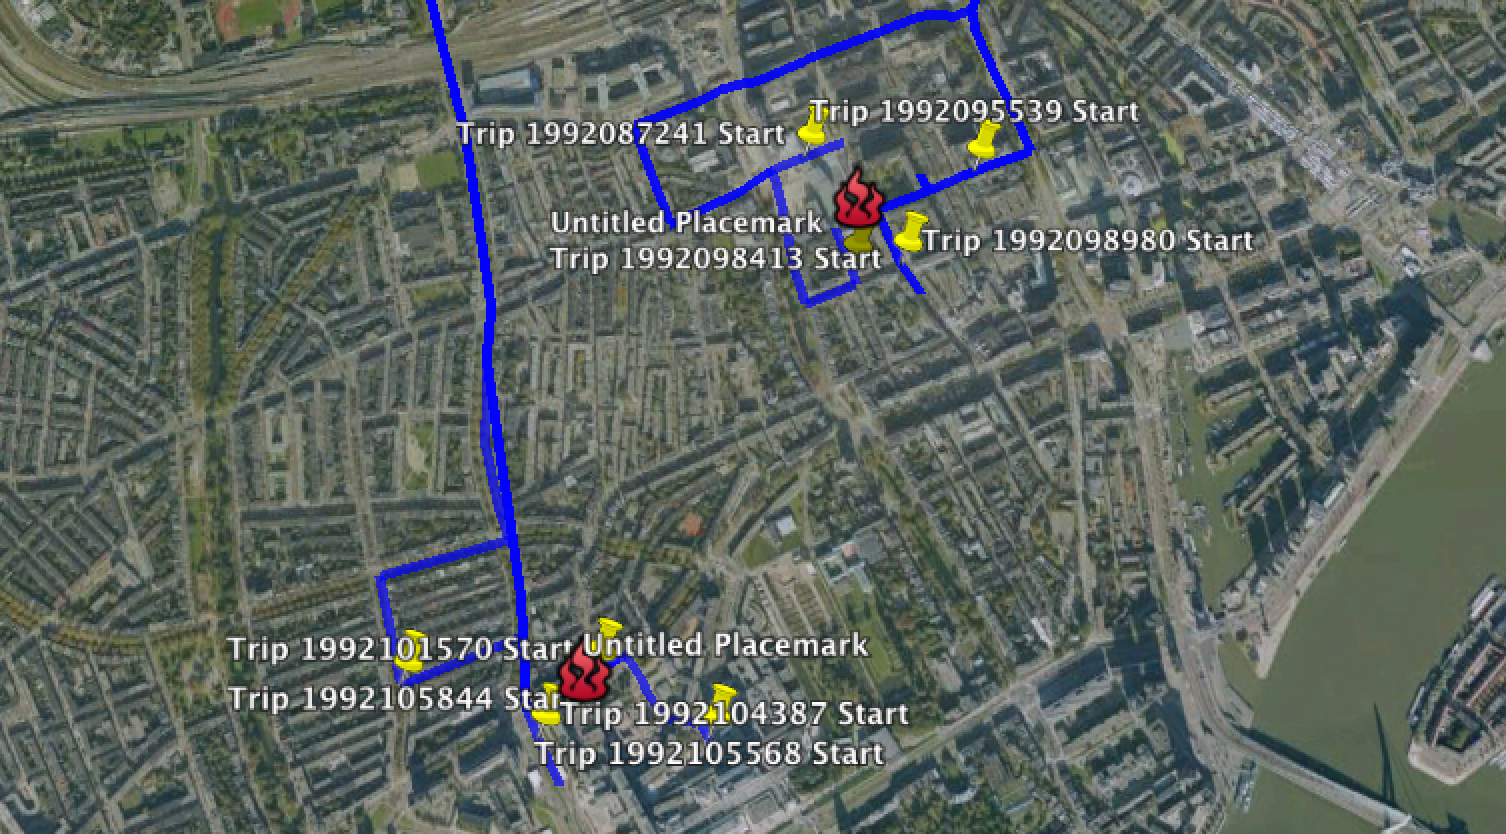 Trip 1992095539 Start
Trip 1992087241 Start
Untitled Placemark
Trip 1992098980 Start
Trip 1992098413 Start
Trip 1992101570 Start
Untitled Placemark
Trip 1992105844 Star
Trip 1992104387 Start
Trip 1992105568 Start